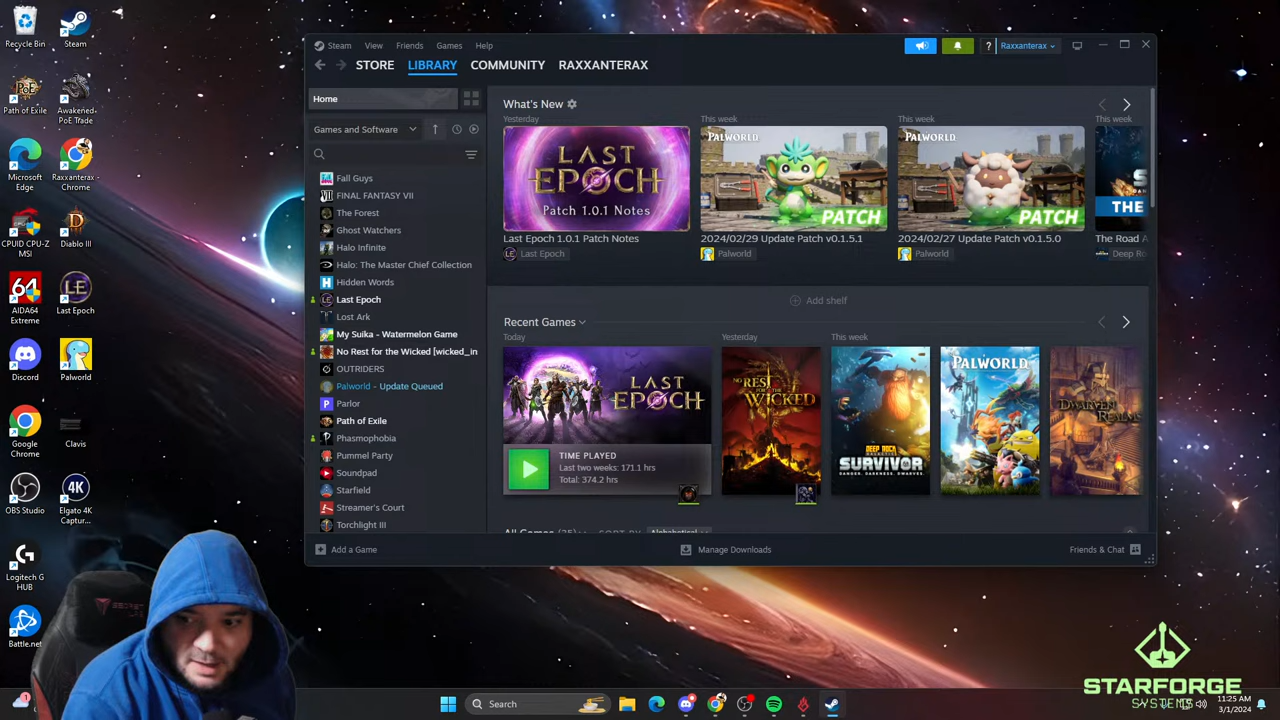 Recycle Bin
Steam
Path of Exile
Awakened PoE Trade
Microsoft Edge
Raxxanterax - Chrome
CPUID CPU-Z MSI
Diablo III
64
AIDA64 Extreme
LE
Last Epoch
Discord
Palworld
Google Chrome
Clavis
OBS Studio
4K
Elgato 4K Capture...
Logitech G HUB
Battle.net
Steam View Friends Games Help
? Raxxanterax
STORE LIBRARY COMMUNITY RAXXANTERAX
Home
Games and Software
Fall Guys
FINAL FANTASY VII
The Forest
Ghost Watchers
Halo Infinite
Halo: The Master Chief Collection
Hidden Words
Last Epoch
Lost Ark
My Suika - Watermelon Game
No Rest for the Wicked [wicked_in
OUTRIDERS
Palworld - Update Queued
Parlor
Path of Exile
Phasmophobia
Pummel Party
Soundpad
Starfield
Streamer's Court
Torchlight III
Add a Game
What's New
Yesterday
This week
This week
This week
LAST EPOCH
Patch 1.0.1 Notes
PALWORLD
PATCH
PALWORLD
PATCH
THE
Last Epoch 1.0.1 Patch Notes
2024/02/29 Update Patch v0.1.5.1
2024/02/27 Update Patch v0.1.5.0
The Road A
LE Last Epoch
Palworld
Palworld
Deep Ro
Add shelf
Recent Games
Today
Yesterday
This week
LAST EPOCH
NO REST FOR THE WICKED
DEEP ROCK GALACTIC
SURVIVOR
DANGER. DARKNESS. DWARVES.
PALWORLD
DWARVEN REALMS
TIME PLAYED
Last two weeks: 171.1 hrs
Total: 374.2 hrs
All Games (25)
SORT BY Alphabetical
Manage Downloads
Friends & Chat
STARFORGE
SYSTEMS
Search
11:25 AM
3/1/2024